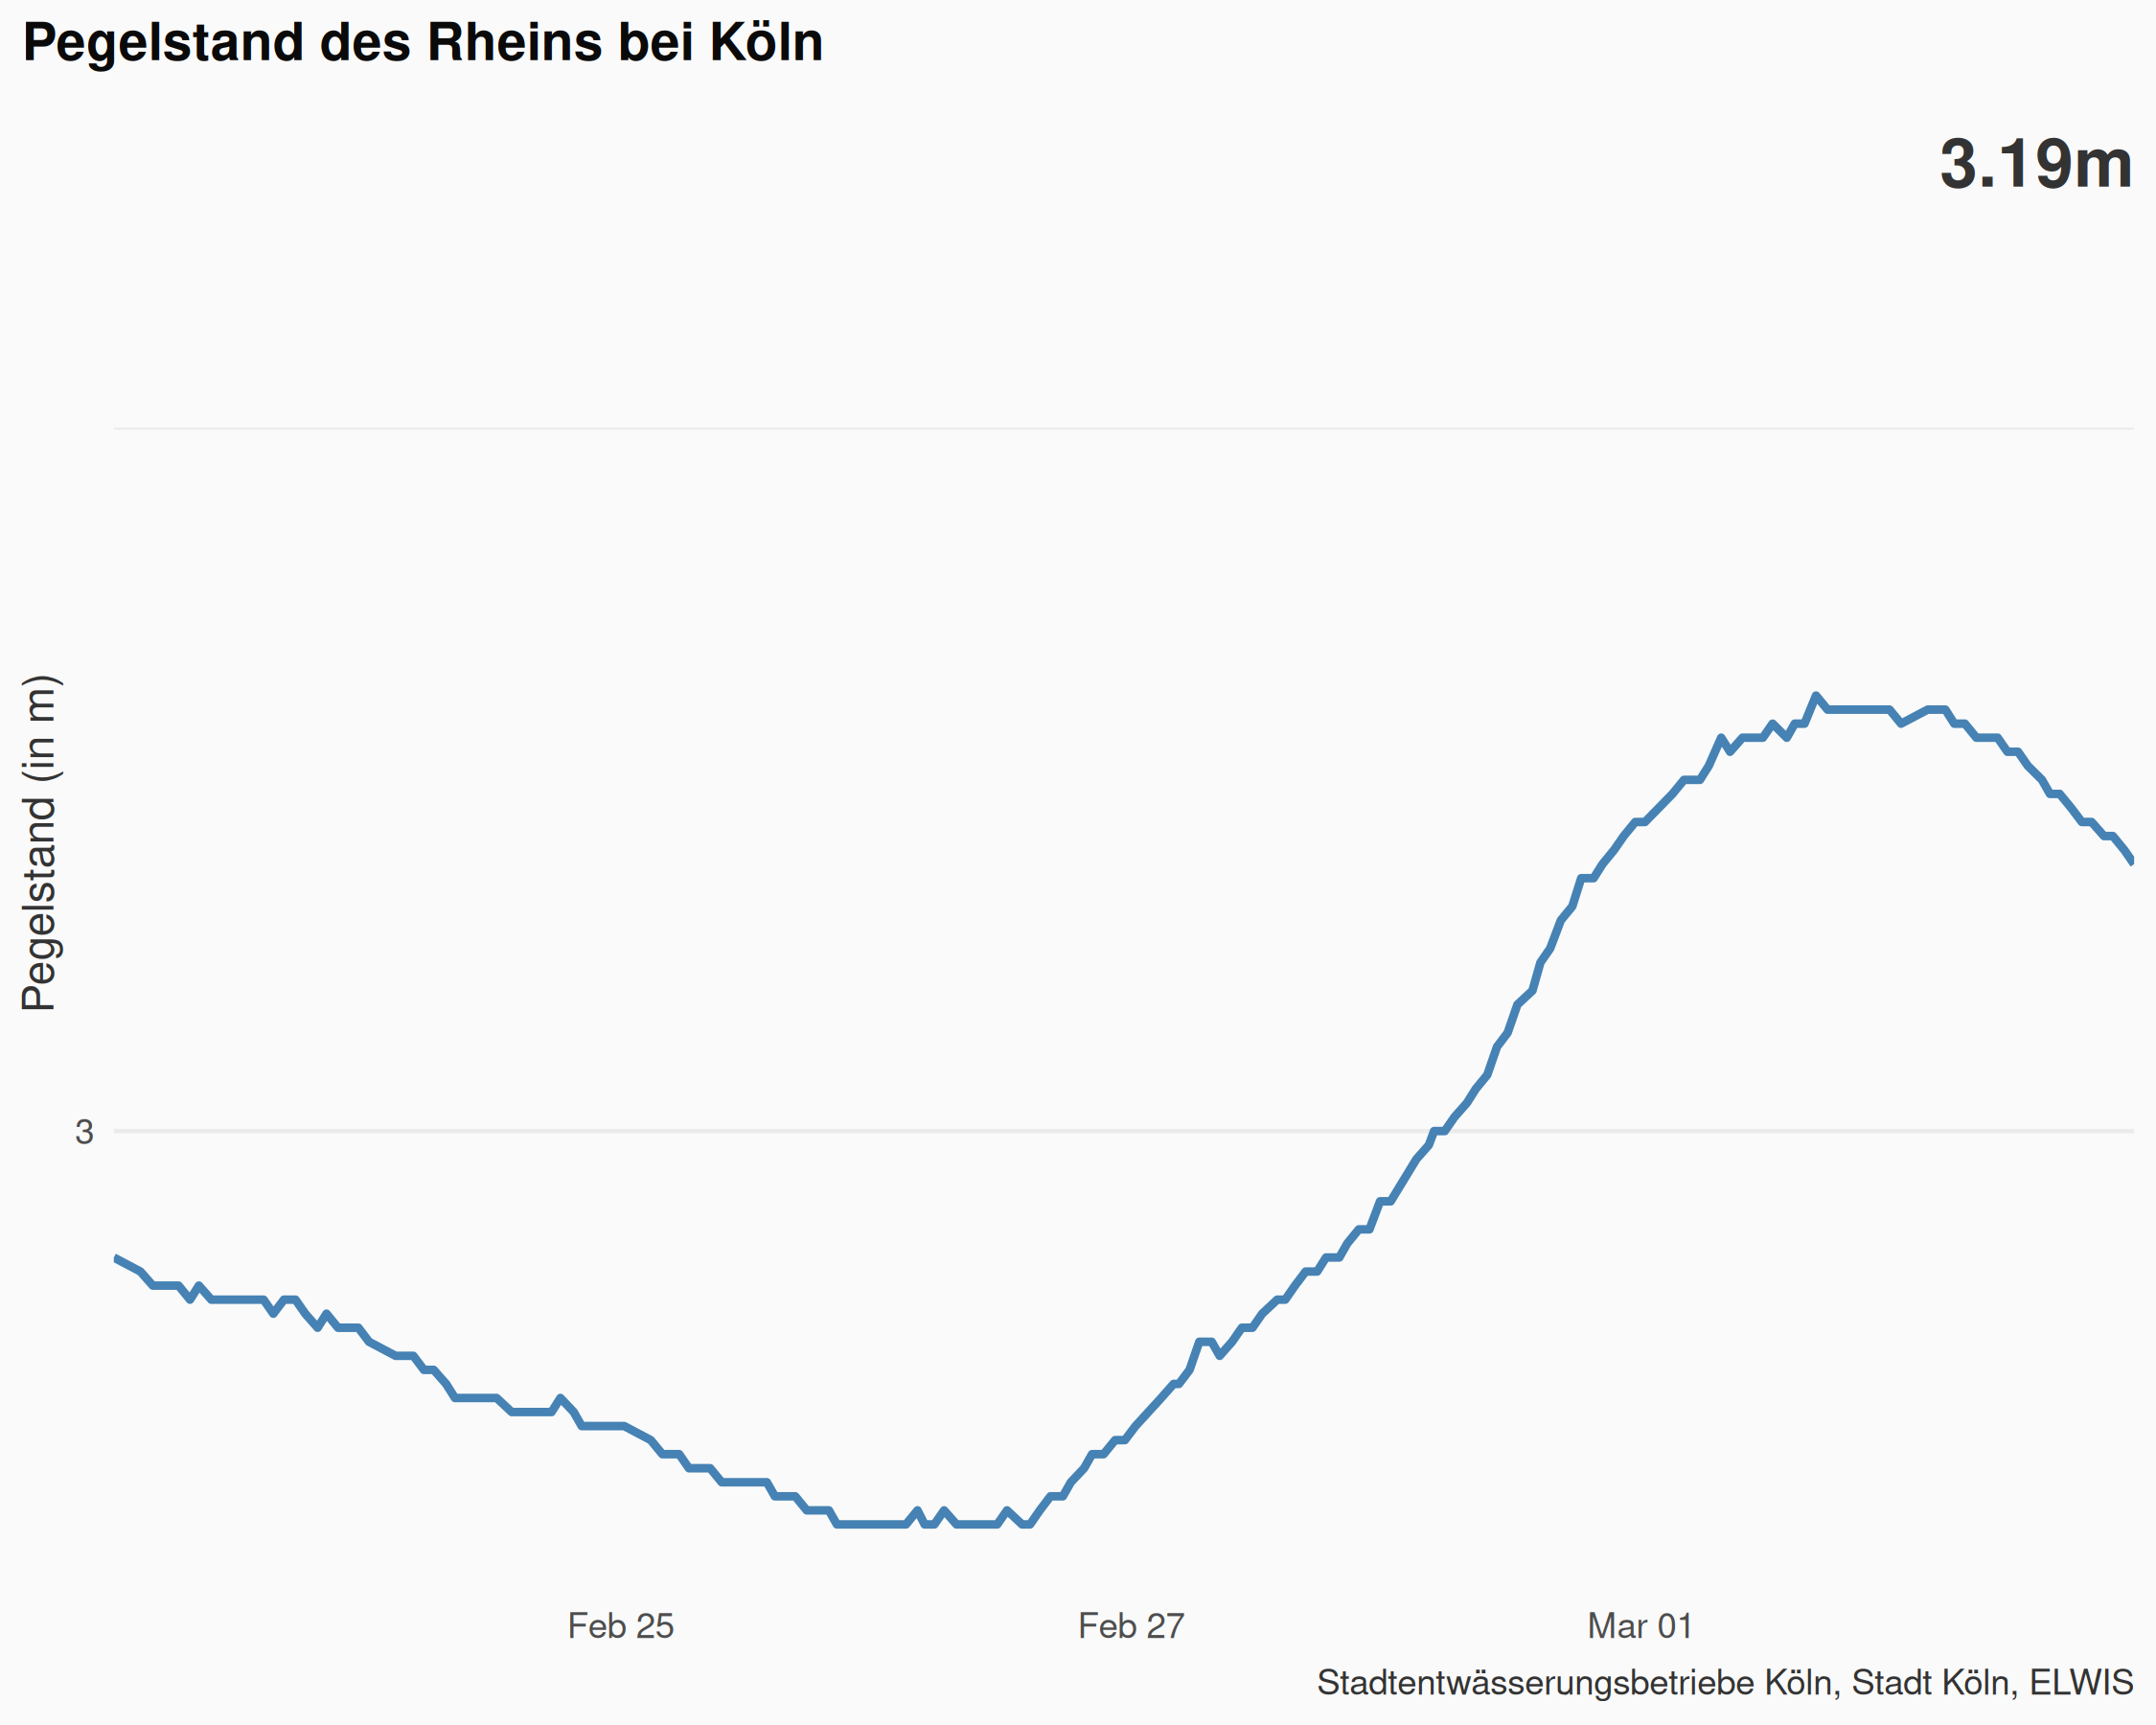 Pegelstand des Rheins bei Köln
3.19m
Pegelstand (in m)
3
Feb 25
Feb 27
Mar 01
Stadtentwässerungsbetriebe Köln, Stadt Köln, ELWIS